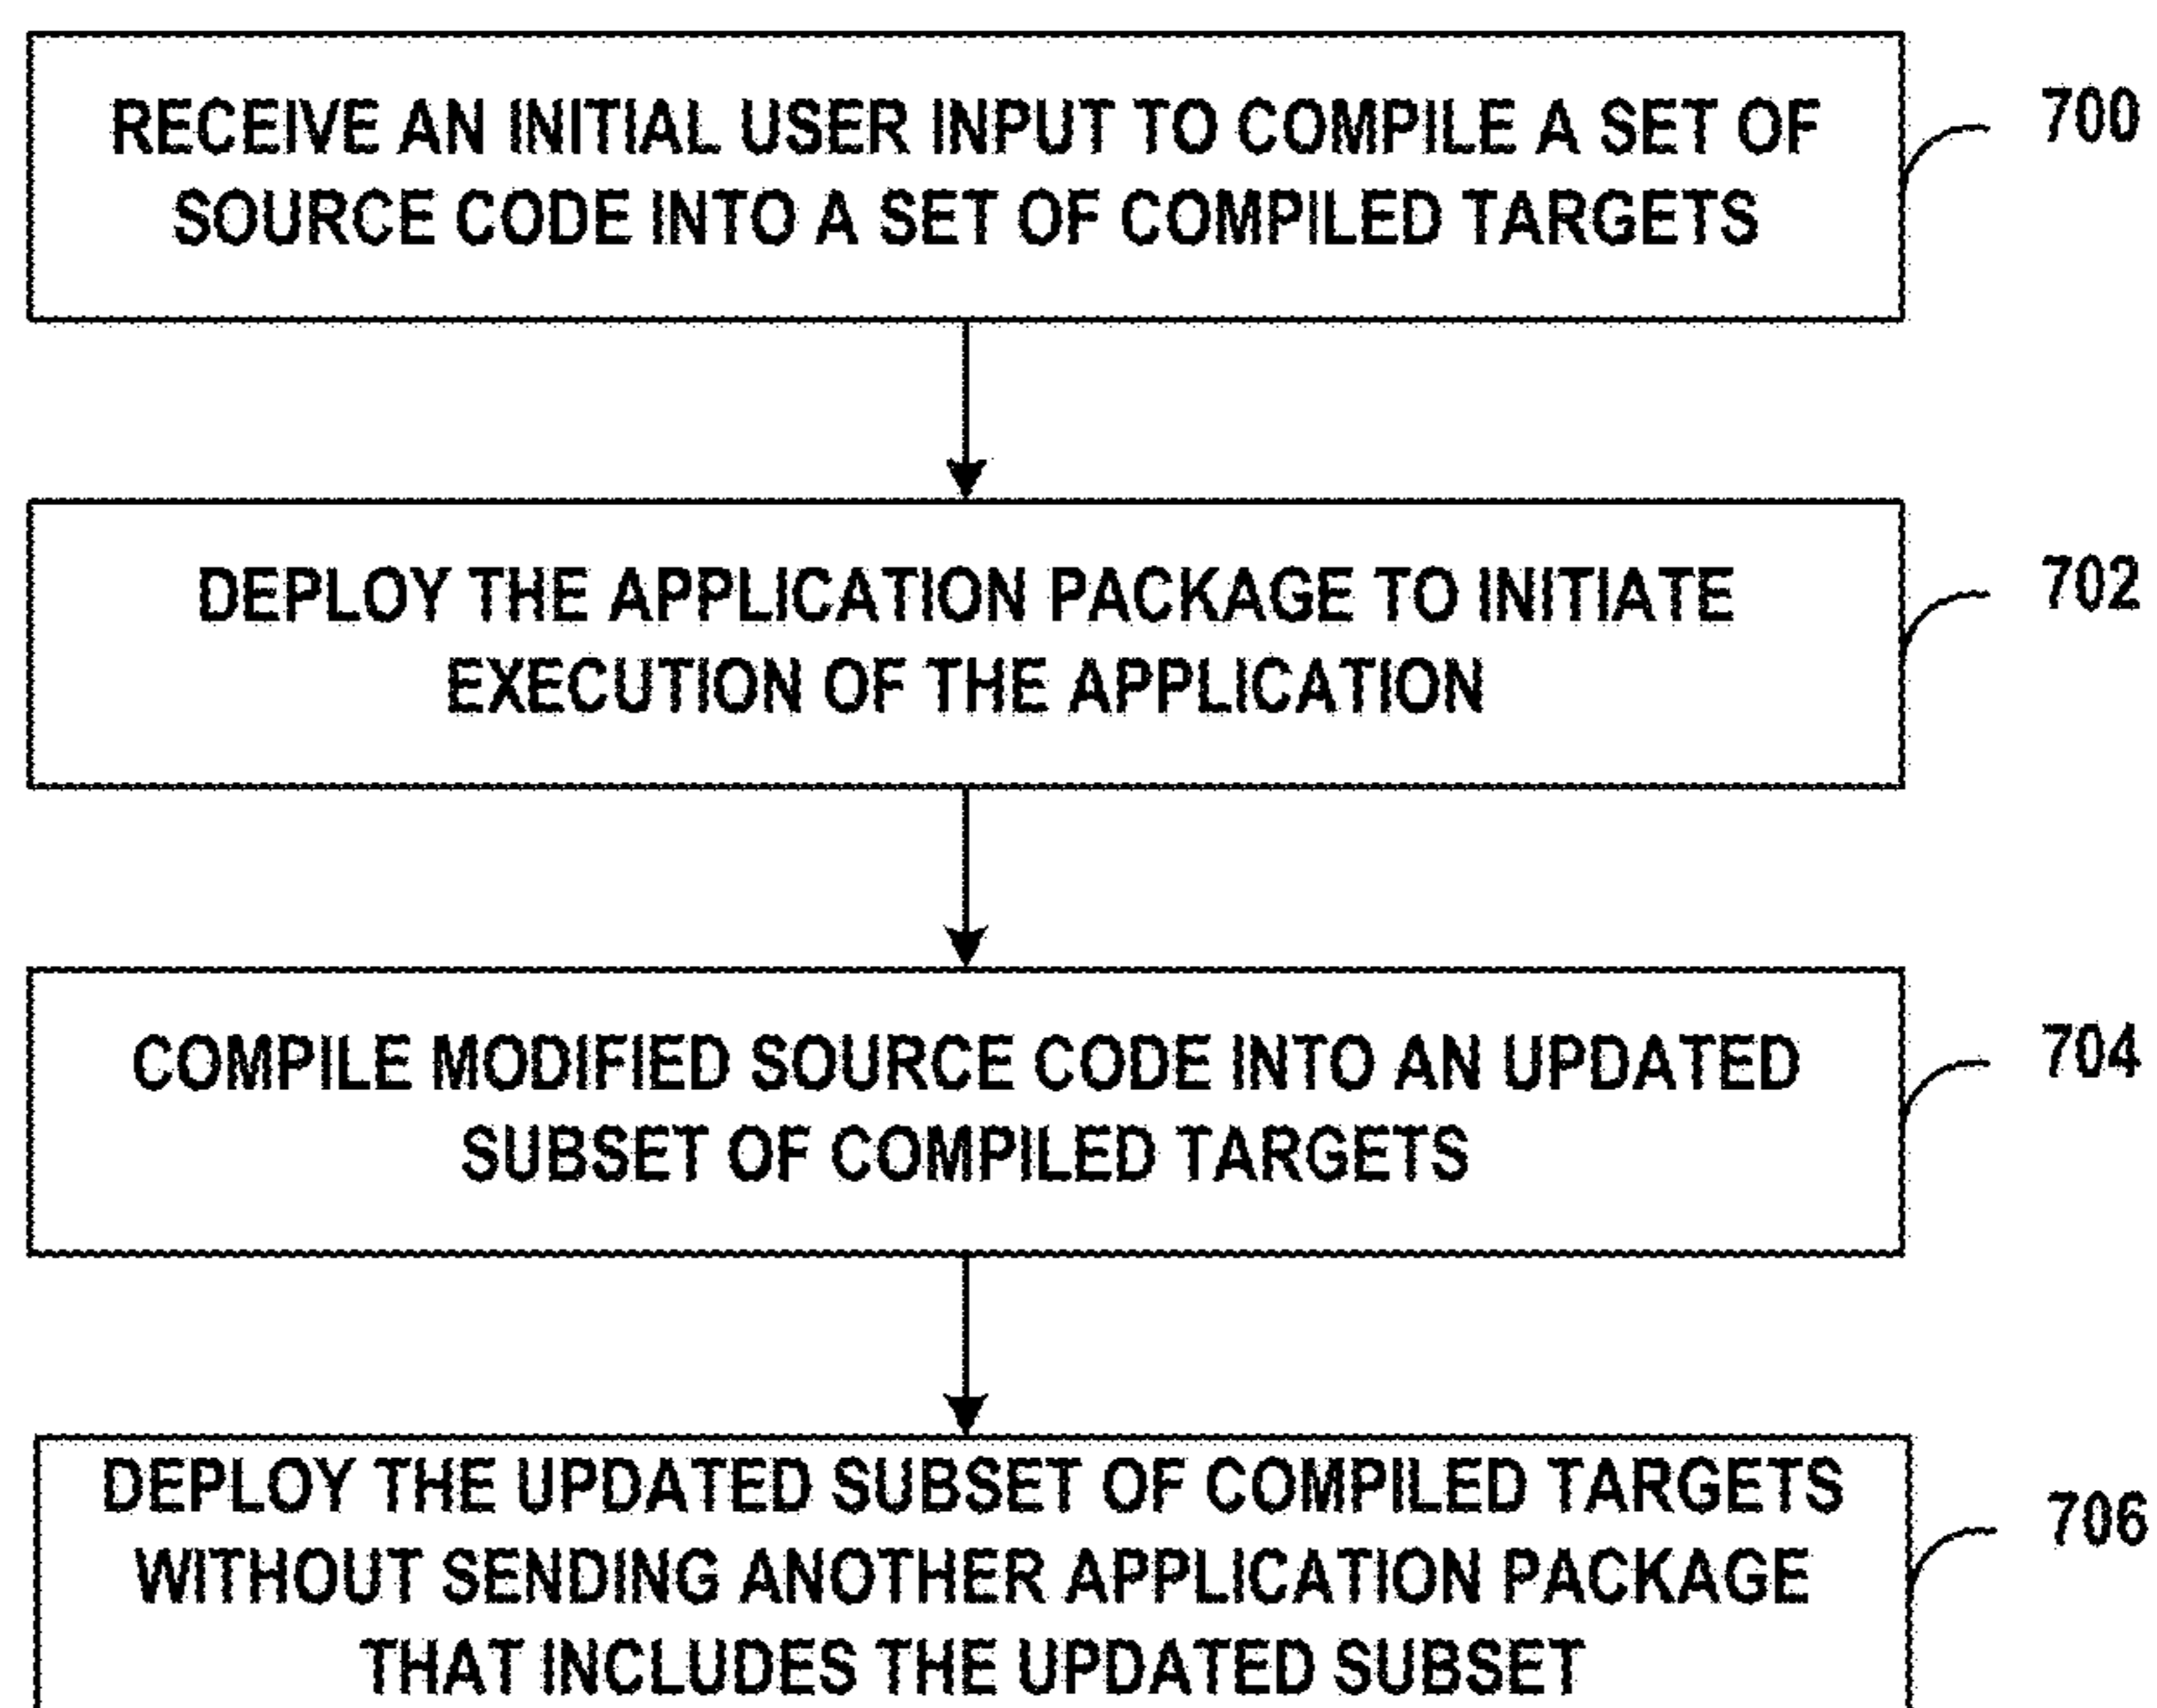 RECEIVE AN INITIAL USER INPUT TO COMPILE A SET OF
SOURCE CODE INTO A SET OF COMPILED TARGETS
700
DEPLOY THE APPLICATION PACKAGE TO INITIATE
EXECUTION OF THE APPLICATION
702
COMPILE MODIFIED SOURCE CODE INTO AN UPDATED
SUBSET OF COMPILED TARGETS
704
DEPLOY THE UPDATED SUBSET OF COMPILED TARGETS
WITHOUT SENDING ANOTHER APPLICATION PACKAGE
THAT INCLUDES THE UPDATED SUBSET
706